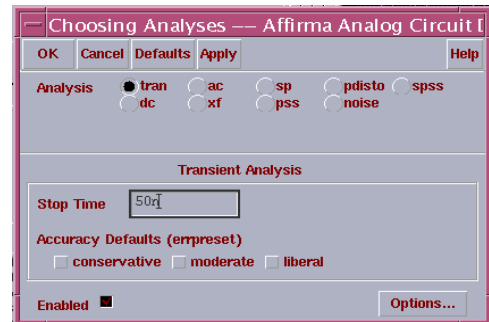 Choosing Analyses —— Affirma Analog Circuit D
OK Cancel Defaults Apply Help
Analysis tran ac sp pdisto spss
dc xf pss noise
Transient Analysis
Stop Time 50n
Accuracy Defaults (errpreset)
conservative moderate liberal
Enabled Options...